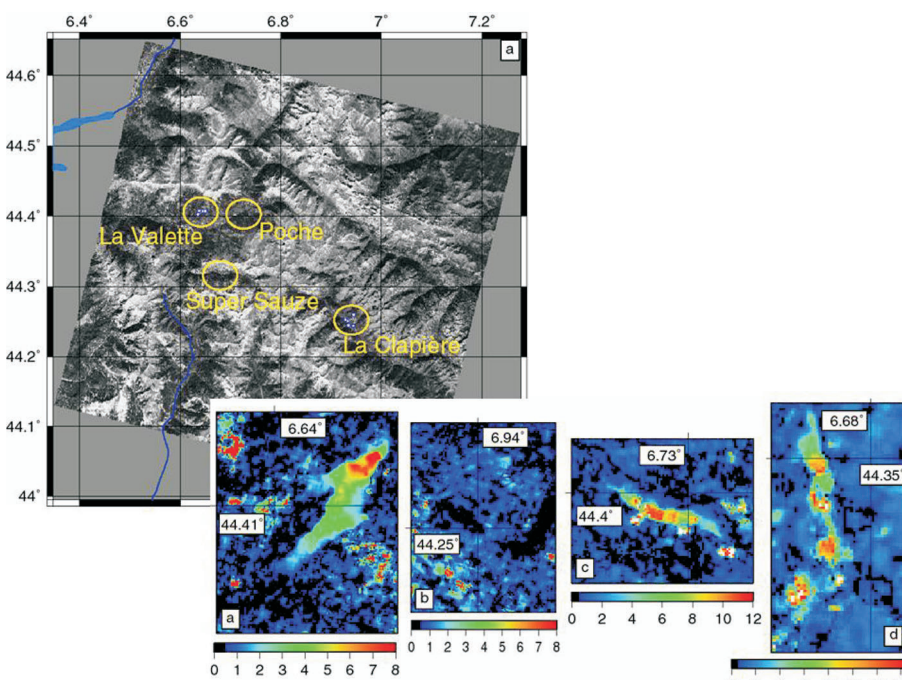 6.4° 6.6° 6.8° 7° 7.2°
a
44.6°
44.5°
44.4°
La Valette Poche
44.3°
Super Sauze
La Clapière
44.2°
44.1°
44°
6.64°
44.41°
a
0 1 2 3 4 5 6 7 8
6.94°
44.25°
b
0 1 2 3 4 5 6 7 8
6.73°
44.4°
c
0 2 4 6 8 10 12
6.68°
44.35°
d